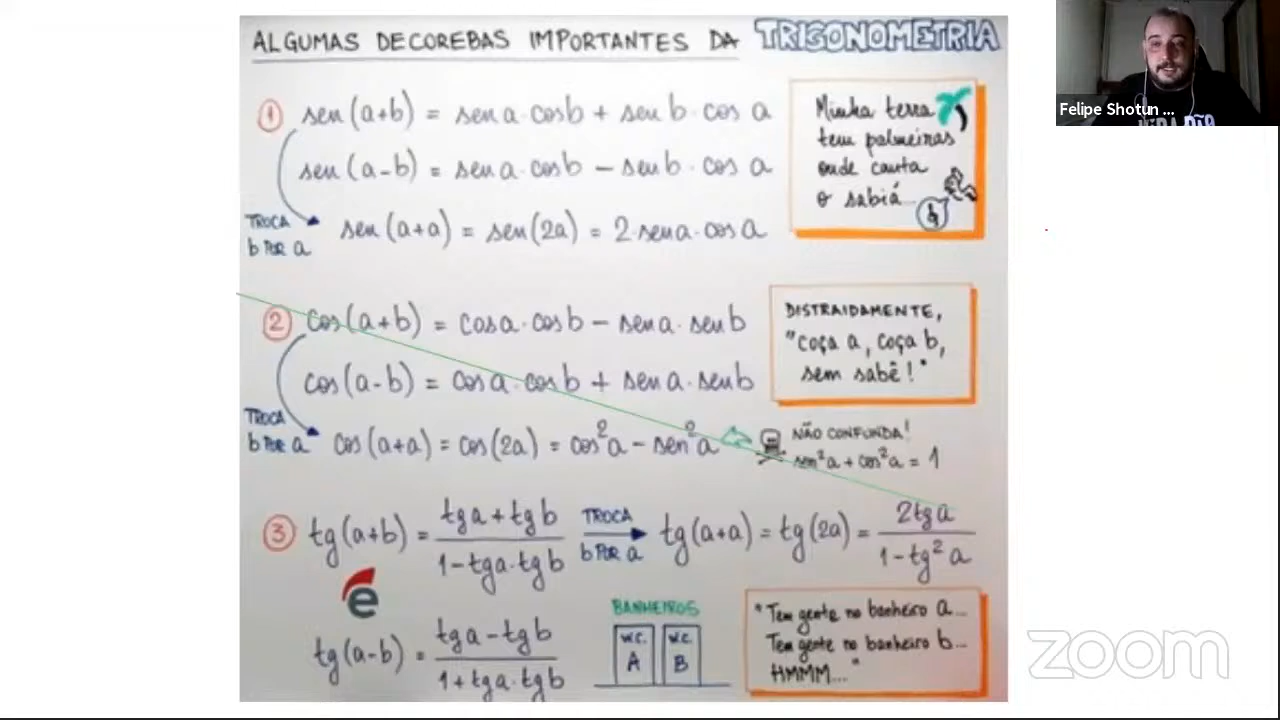 ALGUMAS DECOREBAS IMPORTANTES DA TRIGONOMETRIA
① sen (a+b) = sen a · cos b + sen b · cos a
sen (a-b) = sen a · cos b - sen b · cos a
TROCA
b POR a
sen (a+a) = sen (2a) = 2 · sen a · cos a
Minha terra
tem palmeiras
onde canta
o sabiá...
② cos (a+b) = cos a · cos b - sen a · sen b
cos (a-b) = cos a · cos b + sen a · sen b
TROCA
b POR a
cos (a+a) = cos (2a) = cos² a - sen² a
DISTRAIDAMENTE,
"coça a, coça b,
sem sabê!"
NÃO CONFUNDA!
sen² a + cos² a = 1
③ tg (a+b) = (tg a + tg b) / (1 - tg a · tg b)
TROCA
b POR a
tg (a+a) = tg (2a) = 2 tg a / (1 - tg² a)
e
tg (a-b) = (tg a - tg b) / (1 + tg a · tg b)
BANHEIROS
W.C. A
W.C. B
"Tem gente no banheiro a...
Tem gente no banheiro b...
HMMM..."
Felipe Shotun ...
zoom